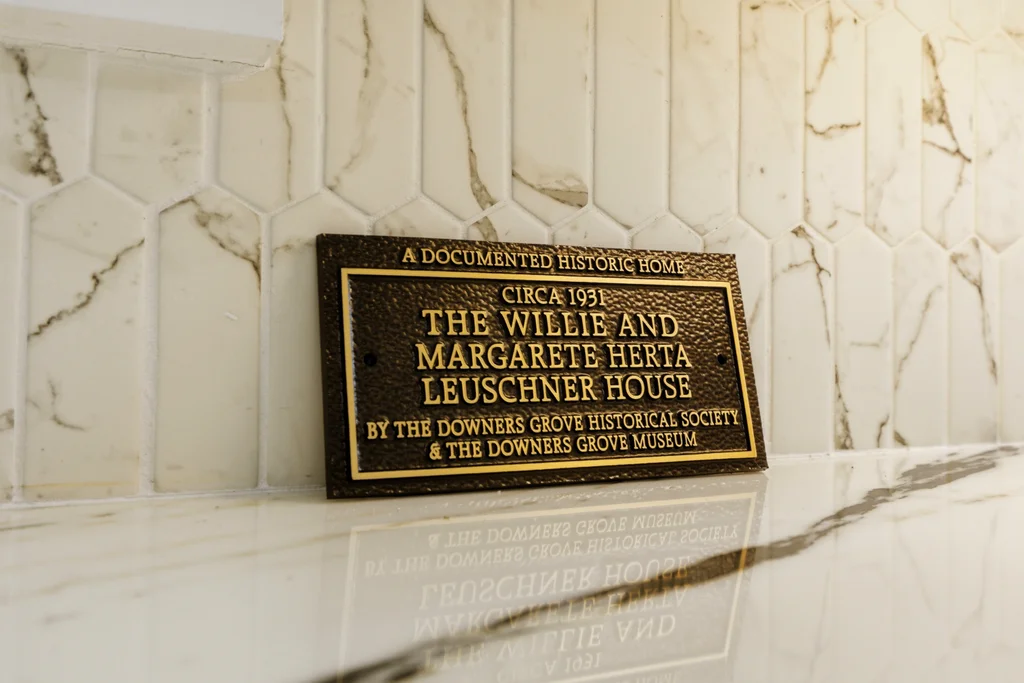 A DOCUMENTED HISTORIC HOME
CIRCA 1931
THE WILLIE AND
MARGARETE HERTA
LEUSCHNER HOUSE
BY THE DOWNERS GROVE HISTORICAL SOCIETY
& THE DOWNERS GROVE MUSEUM